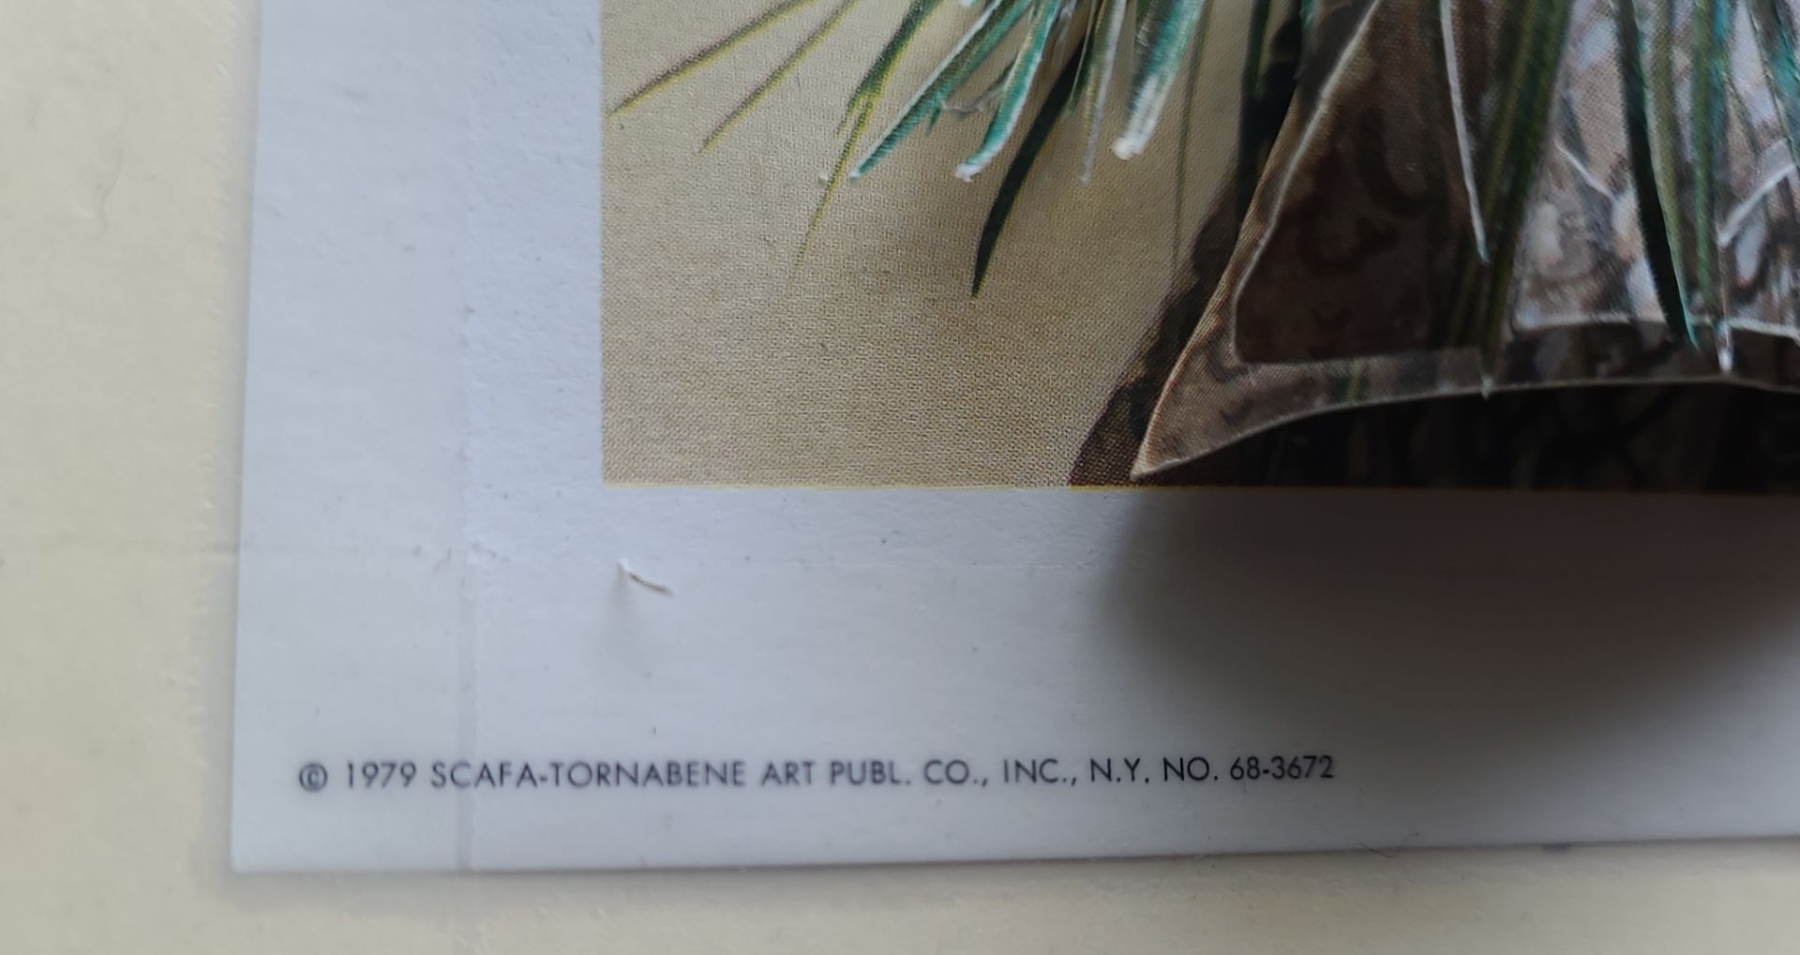 © 1979 SCAFA-TORNABENE ART PUBL. CO., INC., N.Y. NO. 68-3672